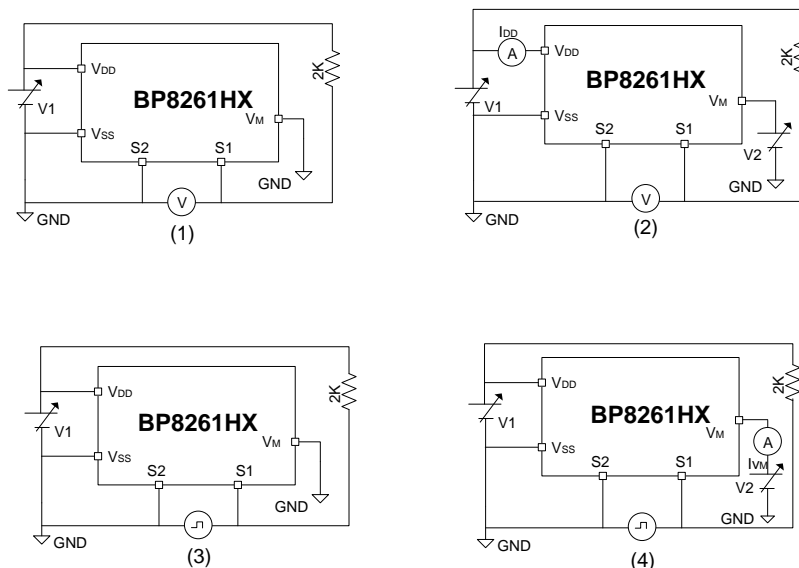 VDD
2K
BP8261HX
V1
VM
VSS
S2
S1
GND
V
GND
(1)
IDD
A
VDD
2K
BP8261HX
VM
V1
VSS
S2
S1
V2
GND
V
GND
(2)
VDD
2K
BP8261HX
V1
VM
VSS
S2
S1
GND
GND
(3)
VDD
2K
BP8261HX
V1
VM
A
VSS
S2
S1
IVM
V2
GND
GND
(4)